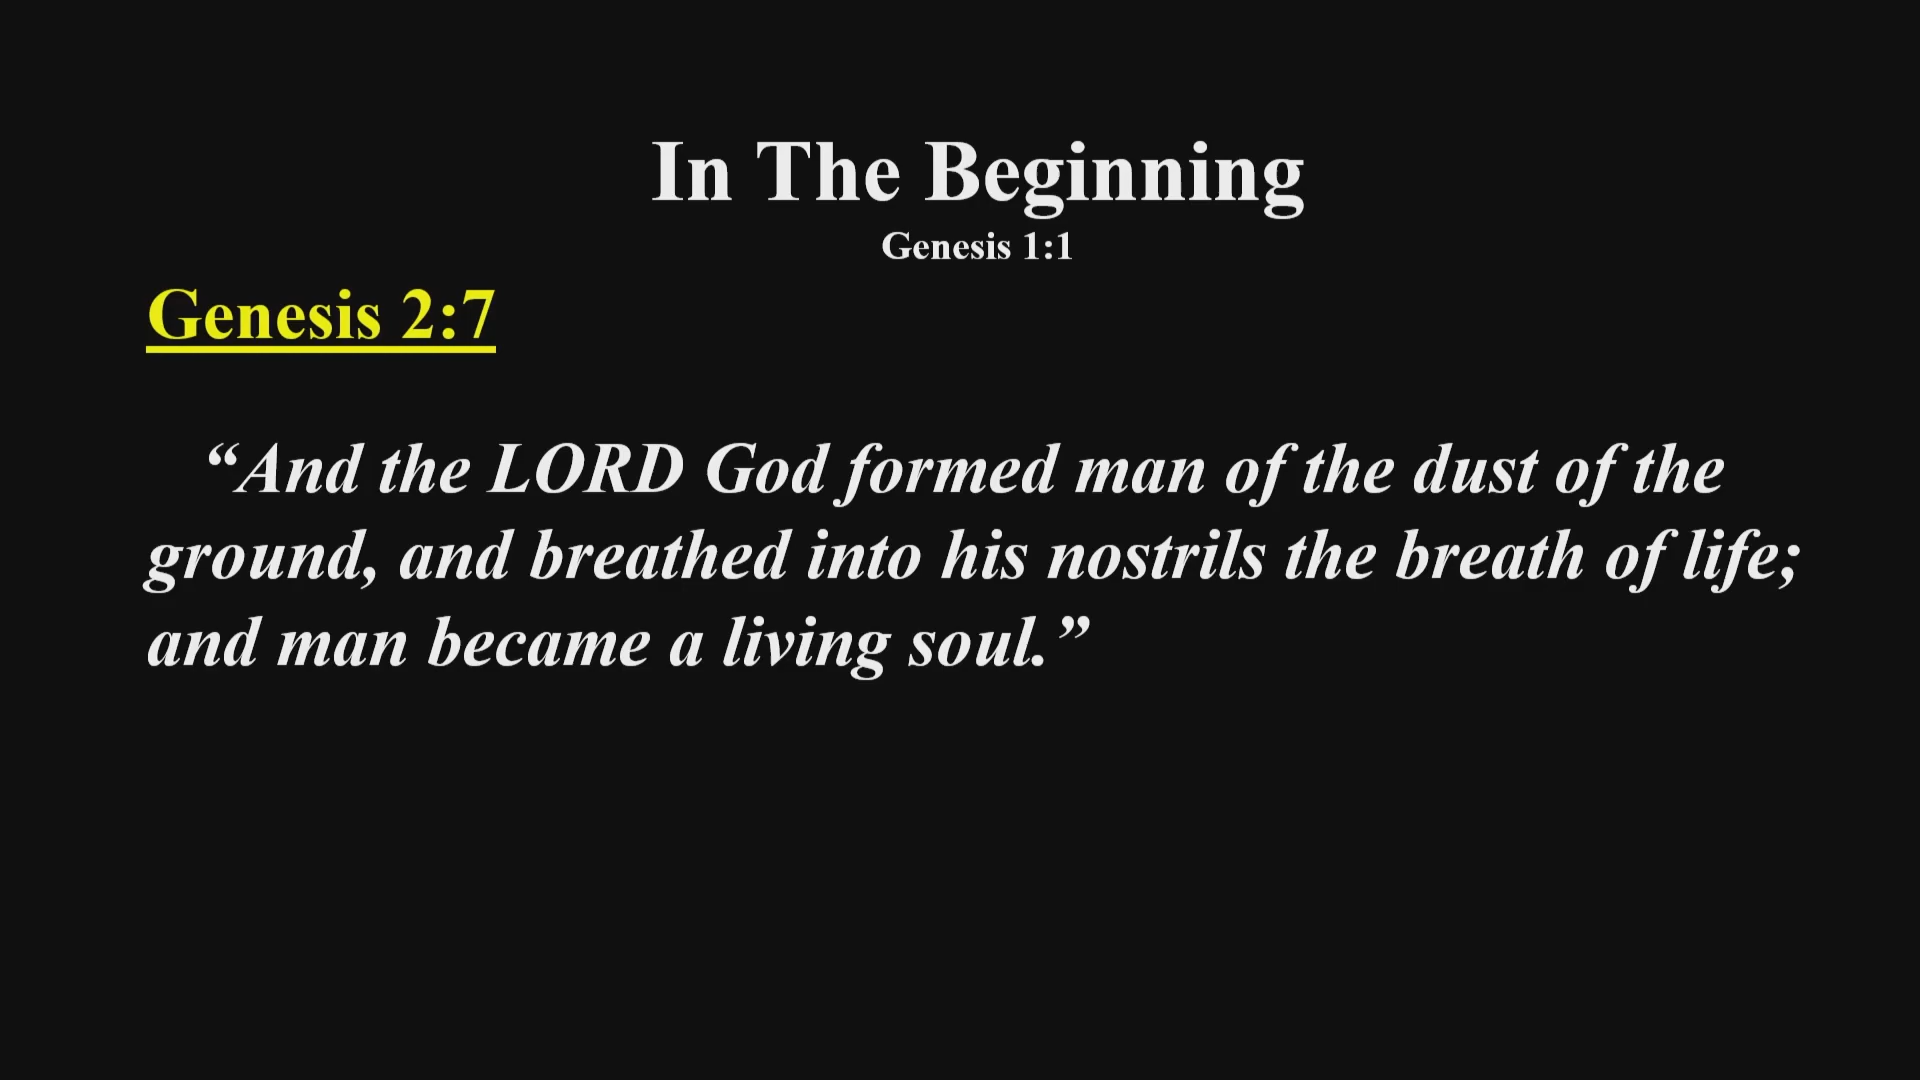 In The Beginning
Genesis 1:1
Genesis 2:7
“And the LORD God formed man of the dust of the
ground, and breathed into his nostrils the breath of life;
and man became a living soul.”